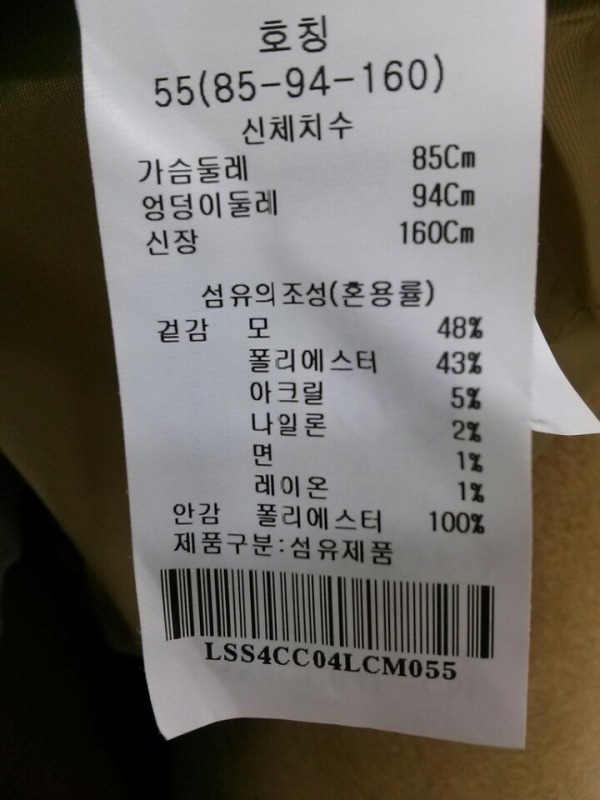 호칭
55(85-94-160)
신체치수
가슴둘레 85Cm
엉덩이둘레 94Cm
신장 160Cm
섬유의조성(혼용률)
겉감 모 48%
폴리에스터 43%
아크릴 5%
나일론 2%
면 1%
레이온 1%
안감 폴리에스터 100%
제품구분:섬유제품
LSS4CC04LCM055